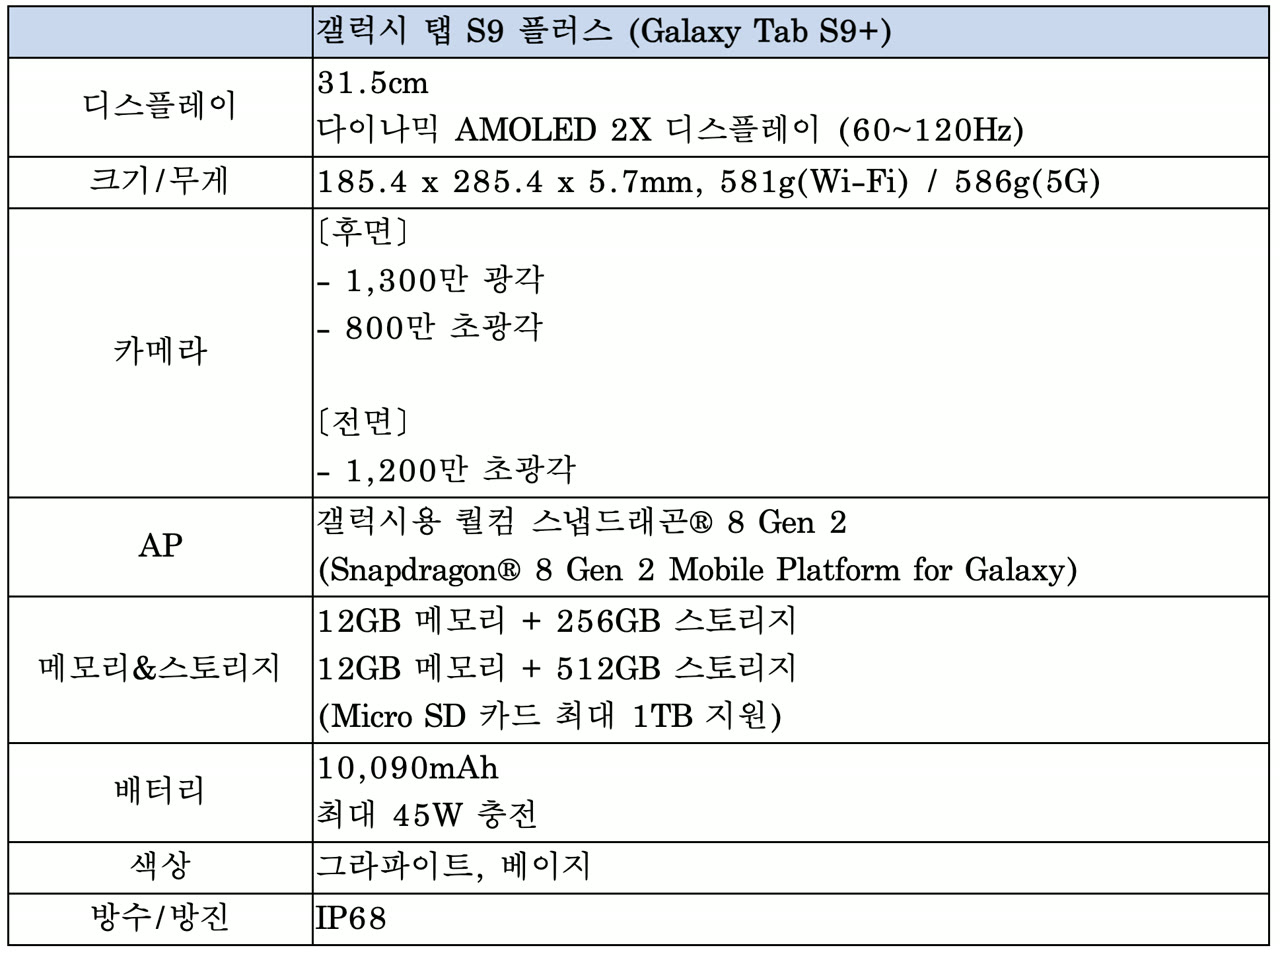 갤럭시 탭 S9 플러스 (Galaxy Tab S9+)
디스플레이
31.5cm
다이나믹 AMOLED 2X 디스플레이 (60~120Hz)
크기/무게
185.4 x 285.4 x 5.7mm, 581g(Wi-Fi) / 586g(5G)
카메라
[후면]
- 1,300만 광각
- 800만 초광각
[전면]
- 1,200만 초광각
AP
갤럭시용 퀄컴 스냅드래곤® 8 Gen 2
(Snapdragon® 8 Gen 2 Mobile Platform for Galaxy)
메모리&스토리지
12GB 메모리 + 256GB 스토리지
12GB 메모리 + 512GB 스토리지
(Micro SD 카드 최대 1TB 지원)
배터리
10,090mAh
최대 45W 충전
색상
그라파이트, 베이지
방수/방진
IP68